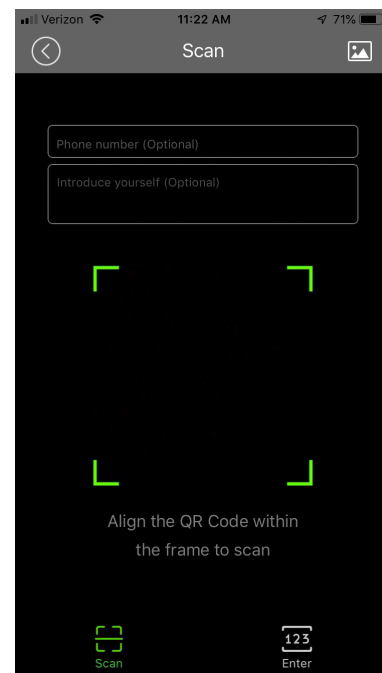 Verizon 11:22 AM 71%
Scan
Phone number (Optional)
Introduce yourself (Optional)
Align the QR Code within
the frame to scan
123
Scan Enter